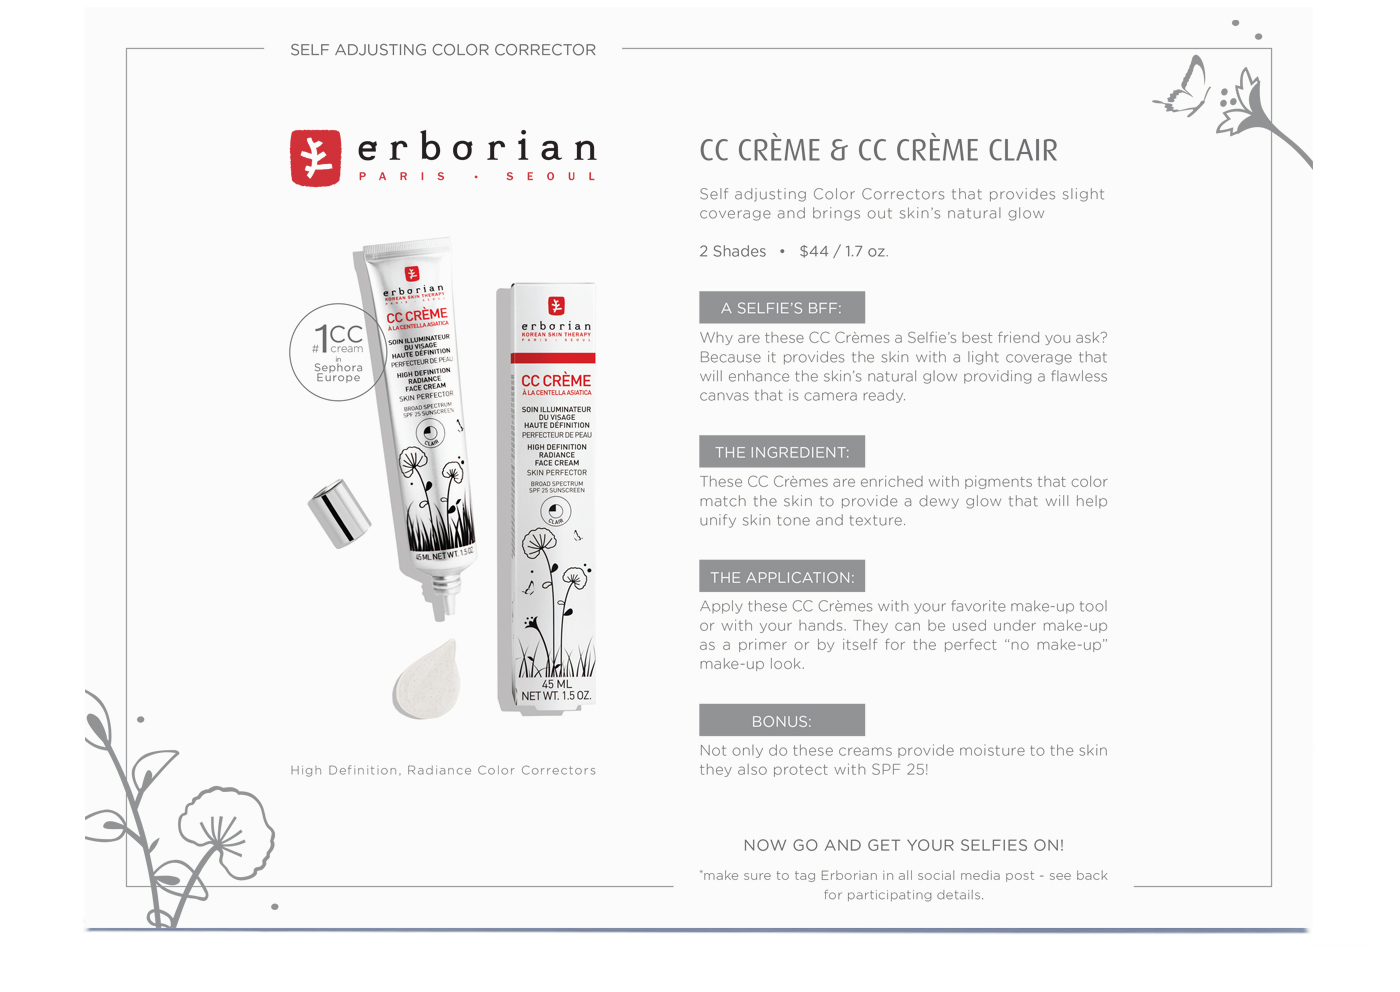 SELF ADJUSTING COLOR CORRECTOR
erborian
PARIS · SEOUL
#1CC
cream
in
Sephora
Europe
erborian
KOREAN SKIN THERAPY
PARIS · SEOUL
CC CRÈME
À LA CENTELLA ASIATICA
SOIN ILLUMINATEUR
DU VISAGE
HAUTE DÉFINITION
PERFECTEUR DE PEAU
HIGH DEFINITION
RADIANCE
FACE CREAM
SKIN PERFECTOR
BROAD SPECTRUM
SPF 25 SUNSCREEN
CLAIR
45 ML NET WT. 1.5 OZ
erborian
KOREAN SKIN THERAPY
PARIS · SEOUL
CC CRÈME
À LA CENTELLA ASIATICA
SOIN ILLUMINATEUR
DU VISAGE
HAUTE DÉFINITION
PERFECTEUR DE PEAU
HIGH DEFINITION
RADIANCE
FACE CREAM
SKIN PERFECTOR
BROAD SPECTRUM
SPF 25 SUNSCREEN
CLAIR
45 ML
NET WT. 1.5 OZ.
High Definition, Radiance Color Correctors
CC CRÈME & CC CRÈME CLAIR
Self adjusting Color Correctors that provides slight
coverage and brings out skin's natural glow
2 Shades • $44 / 1.7 oz.
A SELFIE'S BFF:
Why are these CC Crèmes a Selfie's best friend you ask?
Because it provides the skin with a light coverage that
will enhance the skin's natural glow providing a flawless
canvas that is camera ready.
THE INGREDIENT:
These CC Crèmes are enriched with pigments that color
match the skin to provide a dewy glow that will help
unify skin tone and texture.
THE APPLICATION:
Apply these CC Crèmes with your favorite make-up tool
or with your hands. They can be used under make-up
as a primer or by itself for the perfect “no make-up”
make-up look.
BONUS:
Not only do these creams provide moisture to the skin
they also protect with SPF 25!
NOW GO AND GET YOUR SELFIES ON!
*make sure to tag Erborian in all social media post - see back
for participating details.